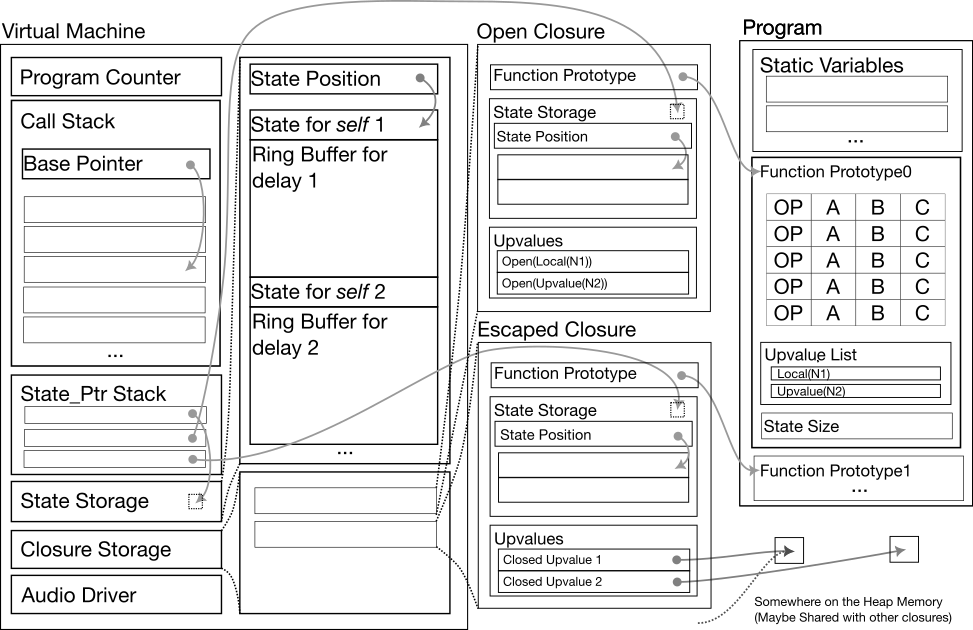 Virtual Machine
Program Counter
Call Stack
Base Pointer
...
State_Ptr Stack
State Storage
Closure Storage
Audio Driver
State Position
State for self 1
Ring Buffer for
delay 1
State for self 2
Ring Buffer for
delay 2
...
Open Closure
Function Prototype
State Storage
State Position
Upvalues
Open(Local(N1))
Open(Upvalue(N2))
Escaped Closure
Function Prototype
State Storage
State Position
Upvalues
Closed Upvalue 1
Closed Upvalue 2
Program
Static Variables
...
Function Prototype0
OP A B C
OP A B C
OP A B C
OP A B C
OP A B C
Upvalue List
Local(N1)
Upvalue(N2)
State Size
Function Prototype1
...
Somewhere on the Heap Memory
(Maybe Shared with other closures)